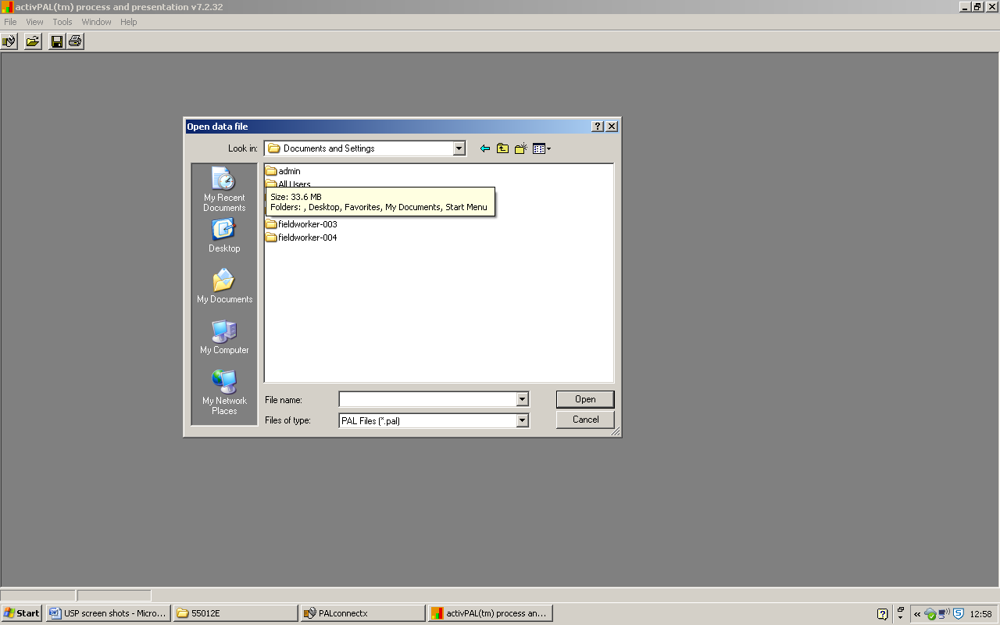 activPAL(tm) process and presentation v7.2.32
File View Tools Window Help
Open data file
Look in: Documents and Settings
My Recent
Documents
Desktop
My Documents
My Computer
My Network
Places
admin
All Users
Size: 33.6 MB
Folders: , Desktop, Favorites, My Documents, Start Menu
fieldworker-003
fieldworker-004
File name:
Open
Files of type: PAL Files (*.pal)
Cancel
Start
USP screen shots - Micro...
55012E
PALconnectx
activPAL(tm) process an...
12:58